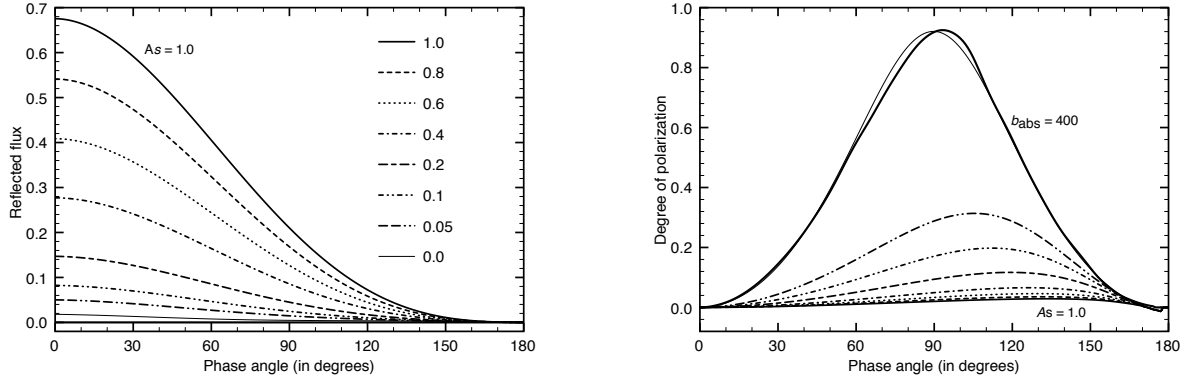 0.7
0.6
0.5
0.4
0.3
0.2
0.1
0.0
Reflected flux
As = 1.0
1.0
0.8
0.6
0.4
0.2
0.1
0.05
0.0
0 30 60 90 120 150 180
Phase angle (in degrees)
1.0
0.8
0.6
0.4
0.2
0.0
Degree of polarization
babs = 400
As = 1.0
0 30 60 90 120 150 180
Phase angle (in degrees)